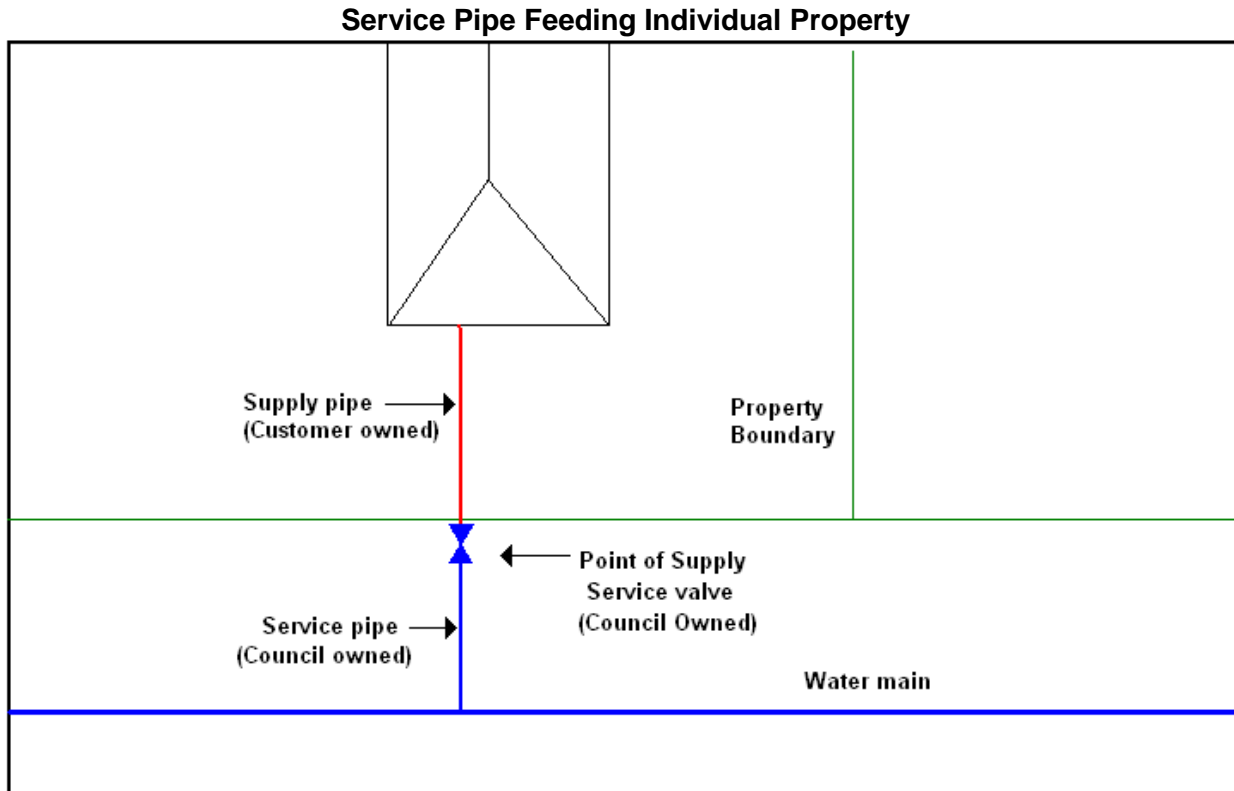 Service Pipe Feeding Individual Property
Supply pipe
(Customer owned)
Property
Boundary
Point of Supply
Service valve
(Council Owned)
Service pipe
(Council owned)
Water main